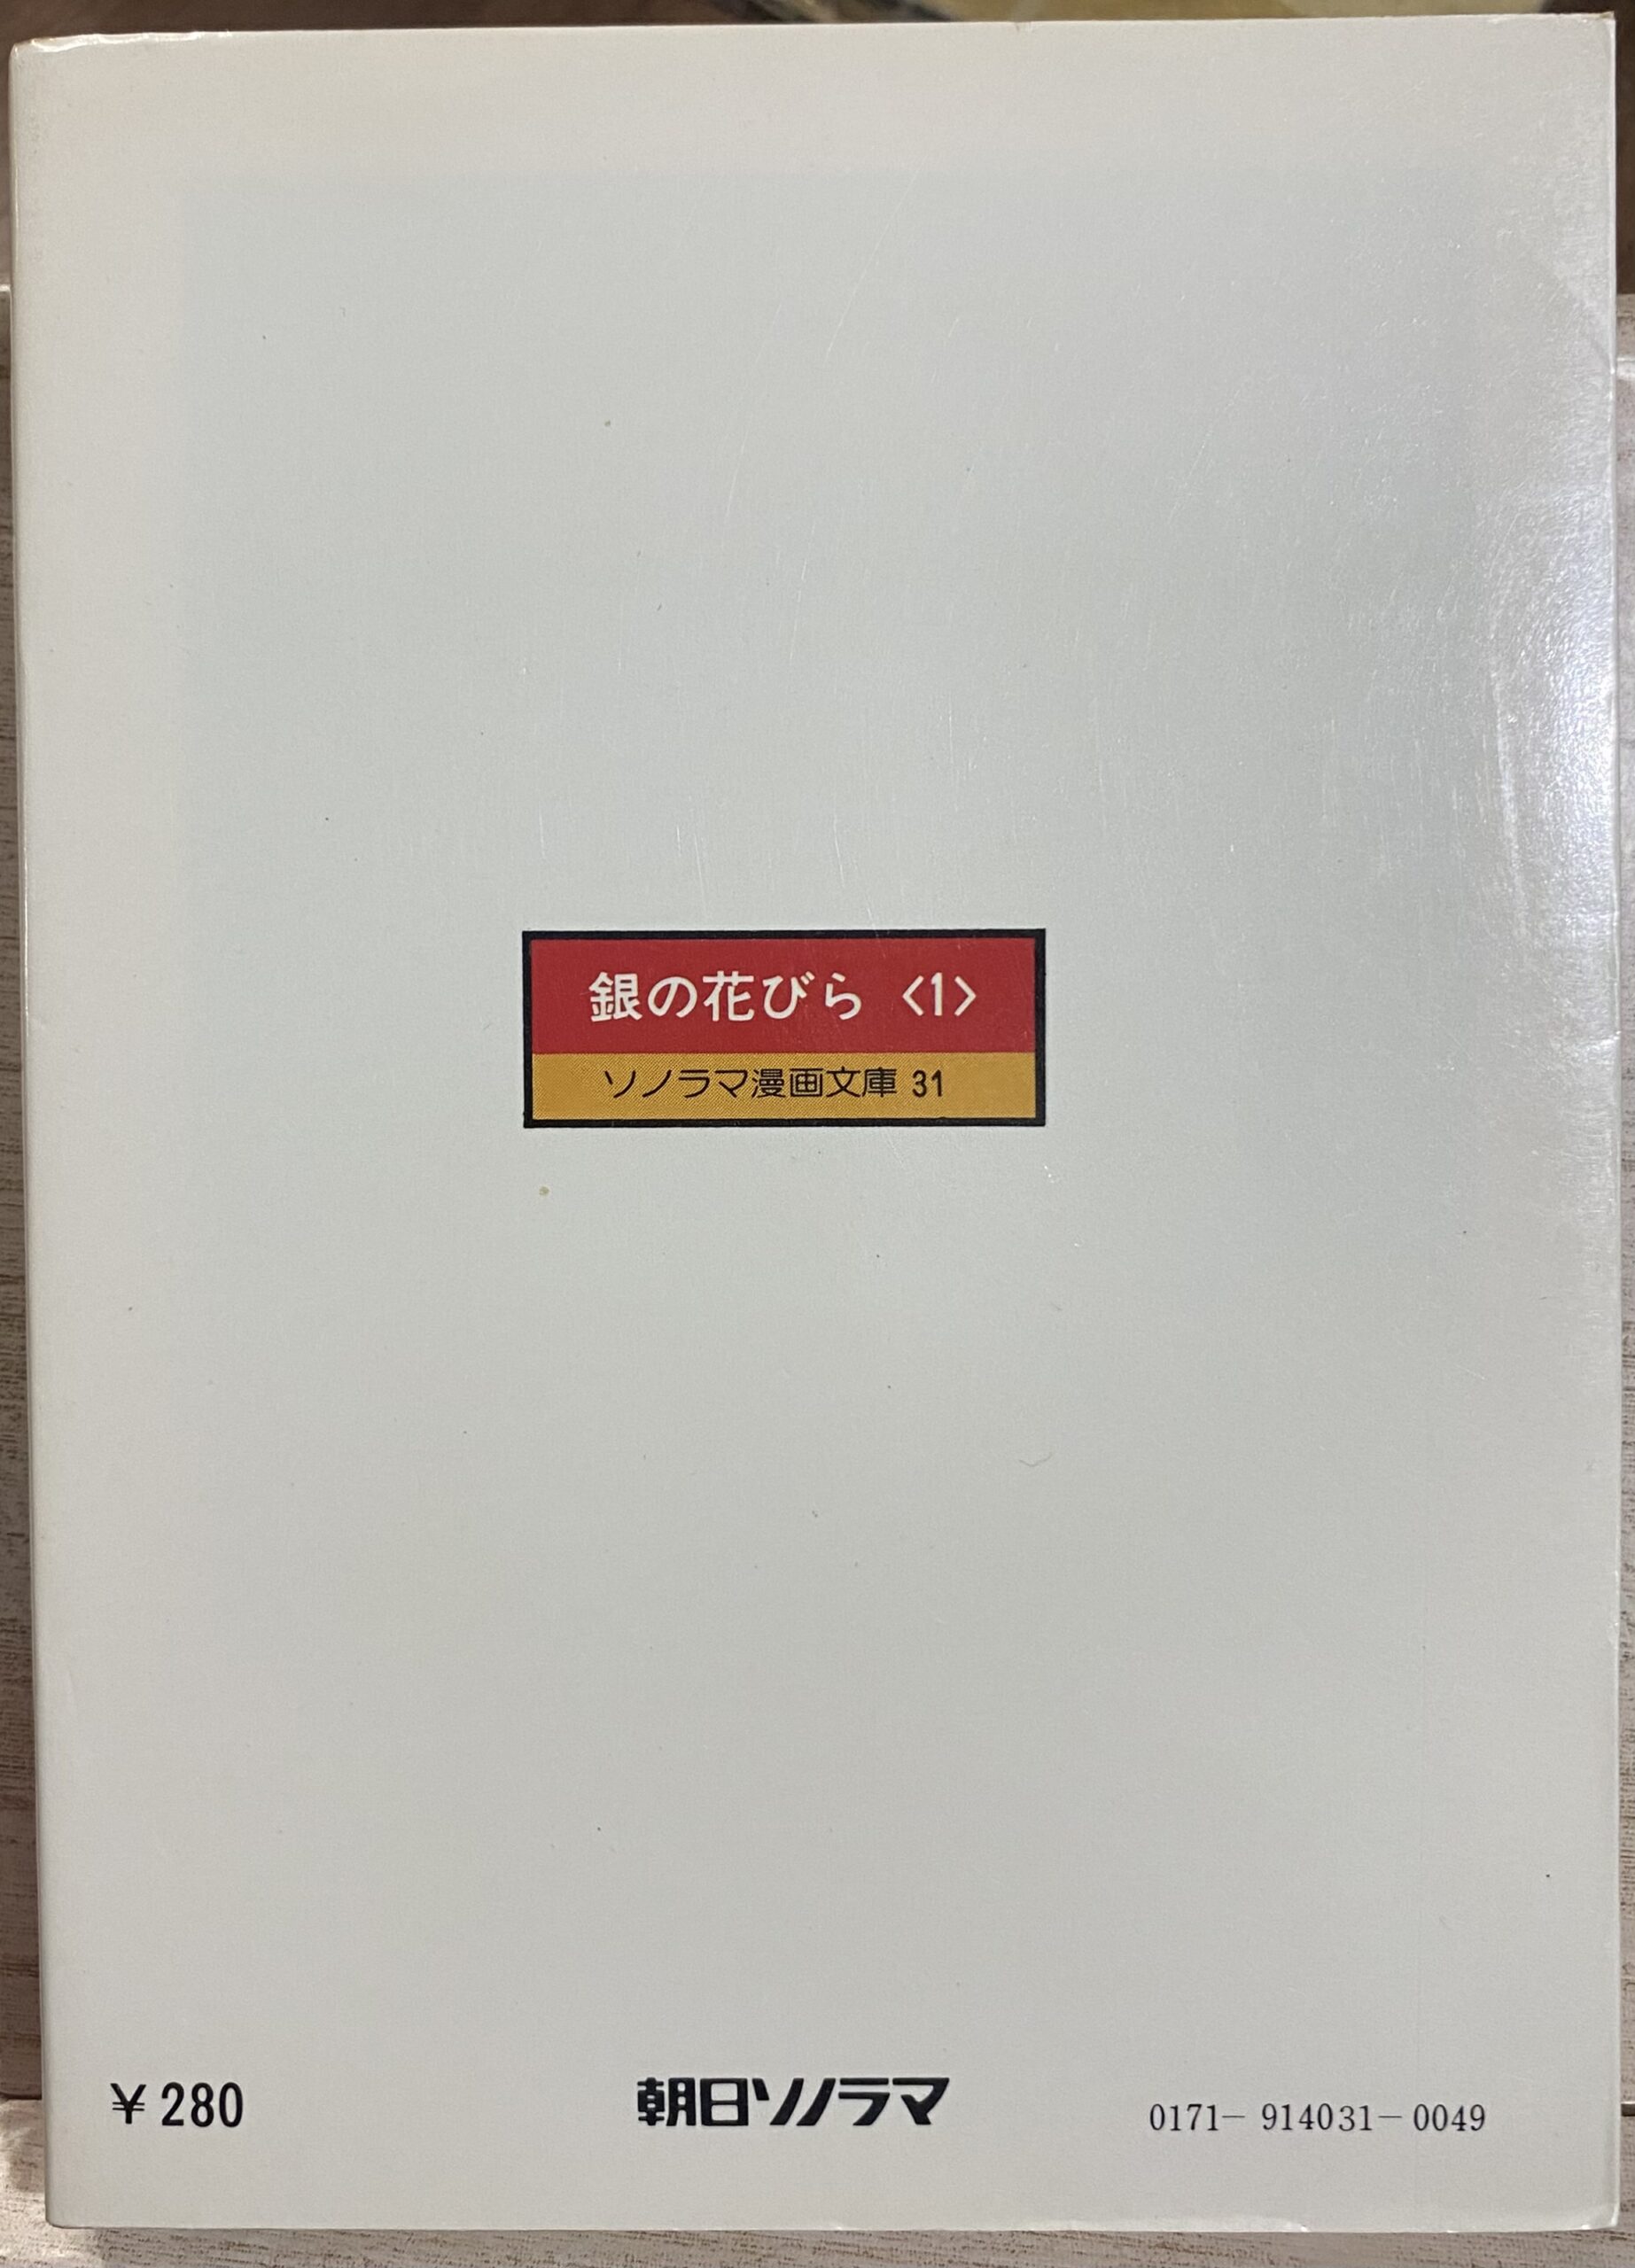 銀の花びら 〈1〉
ソノラマ漫画文庫 31
¥280
朝日ソノラマ
0171－914031－0049